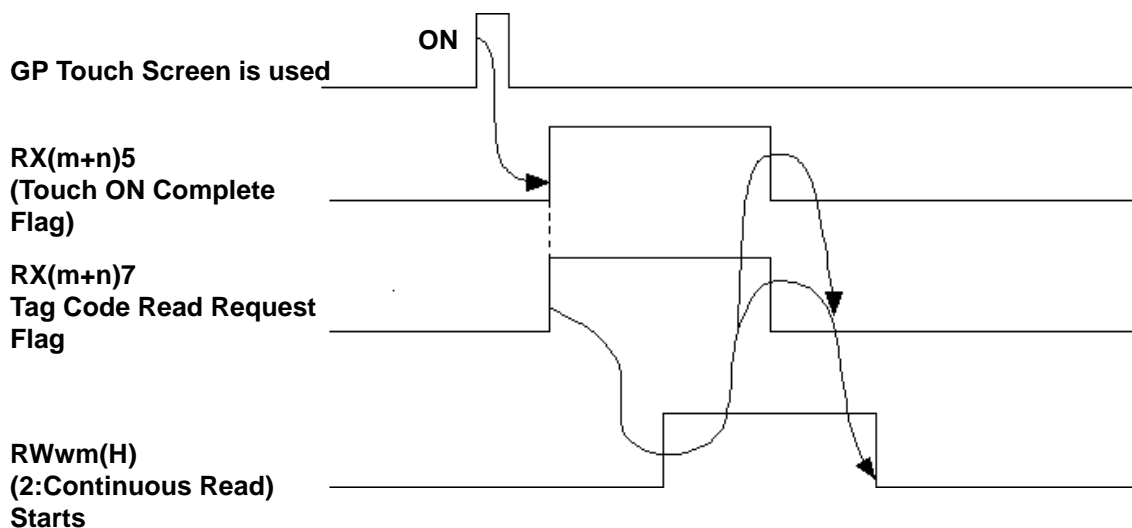 ON
GP Touch Screen is used
RX(m+n)5
(Touch ON Complete
Flag)
RX(m+n)7
Tag Code Read Request
Flag
RWwm(H)
(2:Continuous Read)
Starts